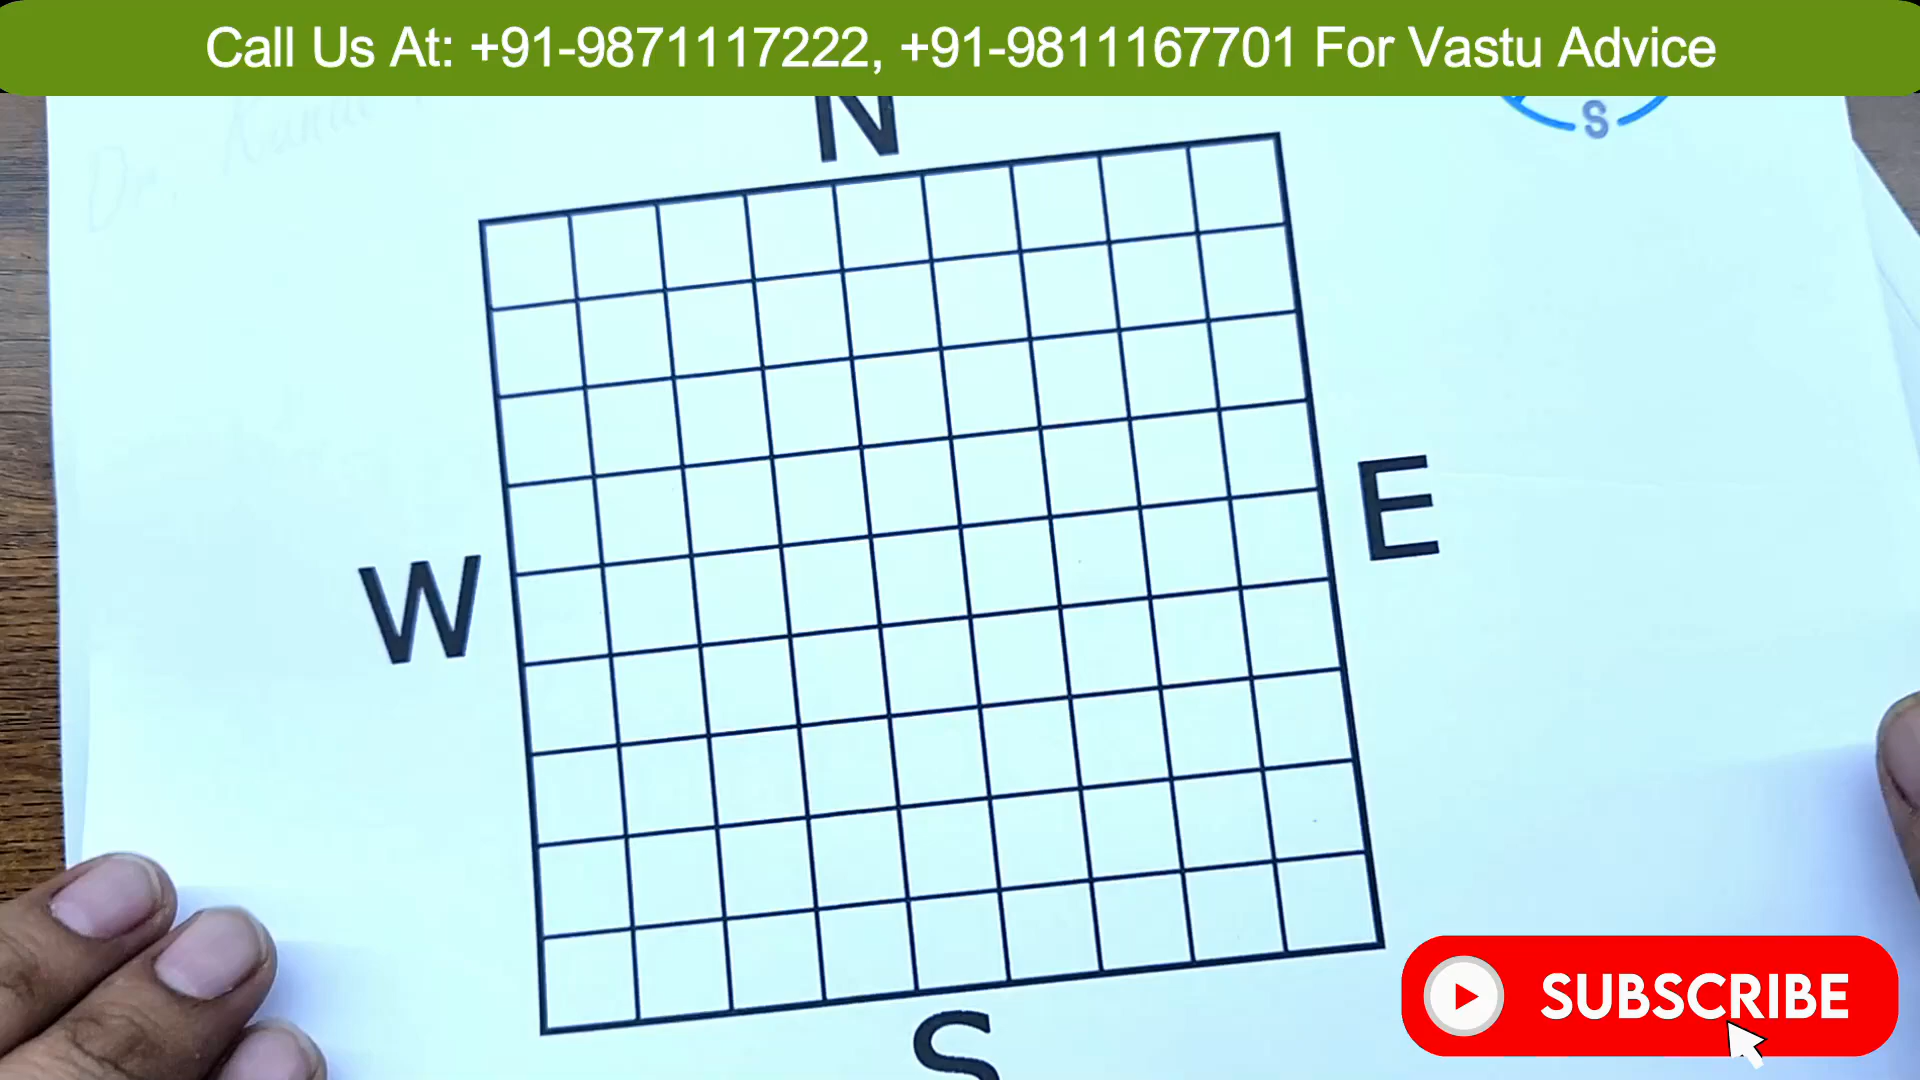 Call Us At: +91-9871117222, +91-9811167701 For Vastu Advice
N
S
E
W
S
SUBSCRIBE